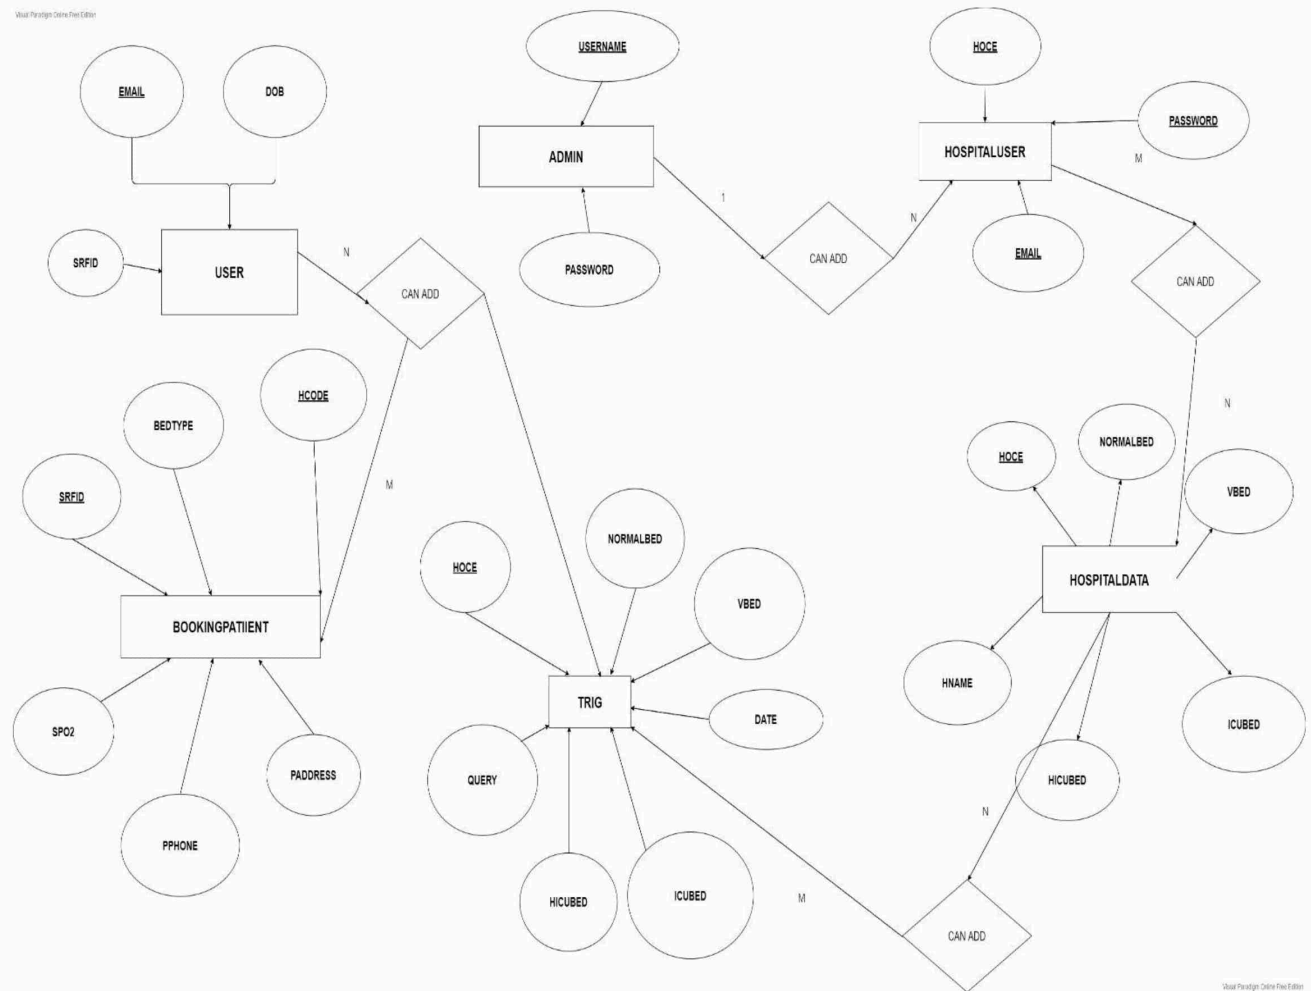 Visual Paradigm Online Free Edition
USERNAME
HOCE
EMAIL
DOB
PASSWORD
ADMIN
HOSPITALUSER
M
1
N
SRFID
USER
N
CAN ADD
PASSWORD
CAN ADD
EMAIL
CAN ADD
HCODE
BEDTYPE
N
NORMALBED
HOCE
VBED
SRFID
M
NORMALBED
HOCE
VBED
HOSPITALDATA
BOOKINGPATIIENT
HNAME
TRIG
DATE
ICUBED
SPO2
PADDRESS
QUERY
HICUBED
N
PPHONE
HICUBED
ICUBED
M
CAN ADD
Visual Paradigm Online Free Edition